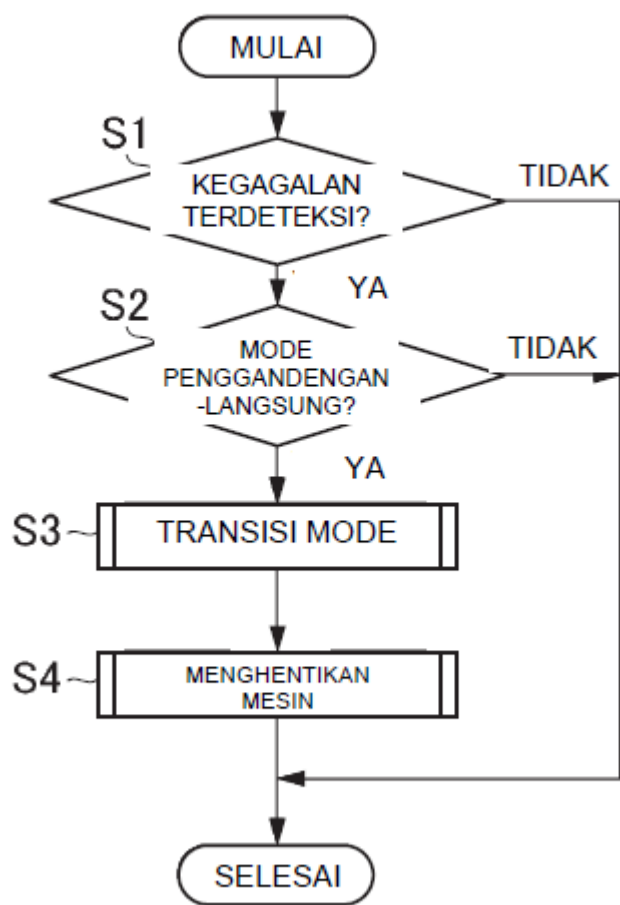 MULAI
S1
KEGAGALAN
TERDETEKSI?
TIDAK
YA
S2
MODE
PENGGANDENGAN
-LANGSUNG?
TIDAK
YA
S3
TRANSISI MODE
S4
MENGHENTIKAN
MESIN
SELESAI